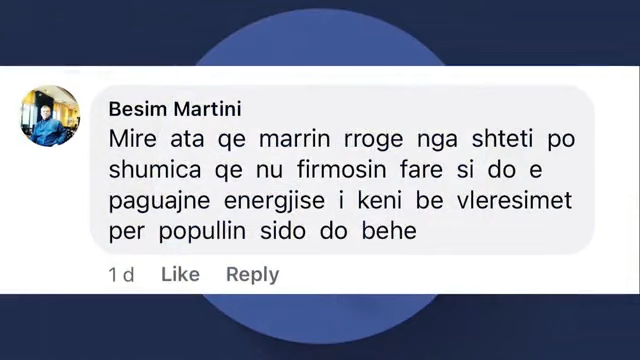 Besim Martini
Mire ata qe marrin rroge nga shteti po
shumica qe nu firmosin fare si do e
paguajne energjise i keni be vleresimet
per popullin sido do behe
1 d Like Reply